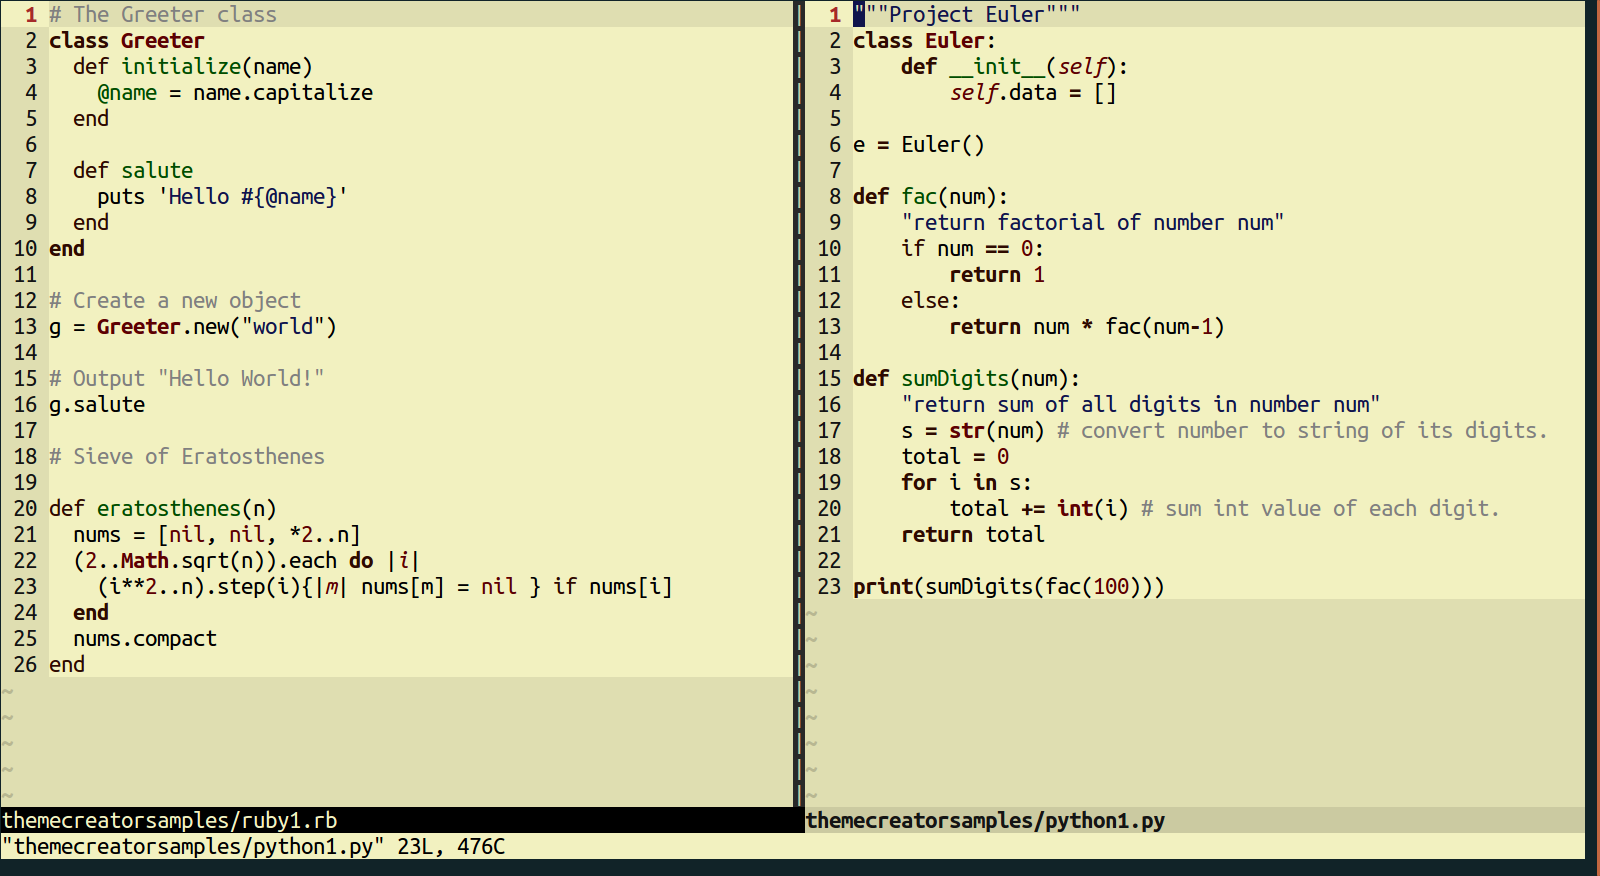 1 # The Greeter class
2 class Greeter
3   def initialize(name)
4     @name = name.capitalize
5   end
6
7   def salute
8     puts 'Hello #{@name}'
9   end
10 end
11
12 # Create a new object
13 g = Greeter.new("world")
14
15 # Output "Hello World!"
16 g.salute
17
18 # Sieve of Eratosthenes
19
20 def eratosthenes(n)
21   nums = [nil, nil, *2..n]
22   (2..Math.sqrt(n)).each do |i|
23     (i**2..n).step(i){|m| nums[m] = nil } if nums[i]
24   end
25   nums.compact
26 end
~
~
~
~
~
themecreatorsamples/ruby1.rb
1 """Project Euler"""
2 class Euler:
3     def __init__(self):
4         self.data = []
5
6 e = Euler()
7
8 def fac(num):
9     "return factorial of number num"
10     if num == 0:
11         return 1
12     else:
13         return num * fac(num-1)
14
15 def sumDigits(num):
16     "return sum of all digits in number num"
17     s = str(num) # convert number to string of its digits.
18     total = 0
19     for i in s:
20         total += int(i) # sum int value of each digit.
21     return total
22
23 print(sumDigits(fac(100)))
~
~
~
~
~
~
~
~
themecreatorsamples/python1.py
"themecreatorsamples/python1.py" 23L, 476C